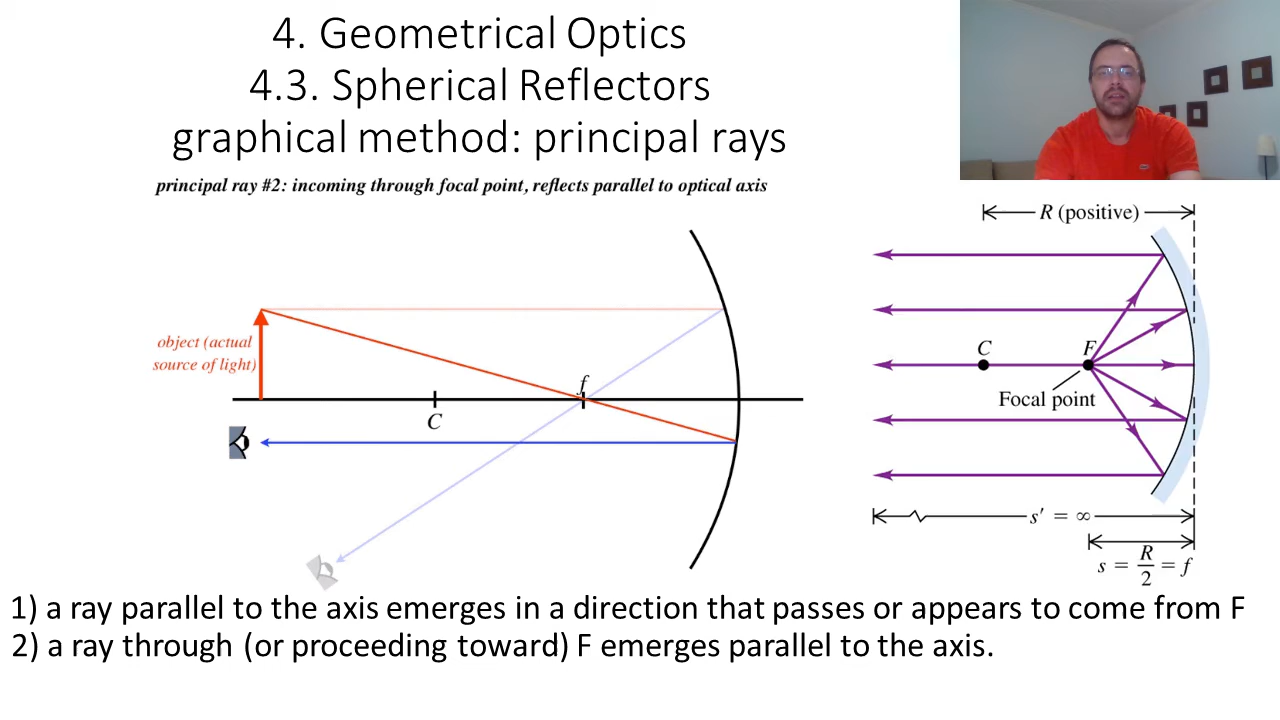 4. Geometrical Optics
4.3. Spherical Reflectors
graphical method: principal rays
principal ray #2: incoming through focal point, reflects parallel to optical axis
object (actual
source of light)
C
f
R (positive)
C
F
Focal point
s′ = ∞
s = R/2 = f
1) a ray parallel to the axis emerges in a direction that passes or appears to come from F
2) a ray through (or proceeding toward) F emerges parallel to the axis.